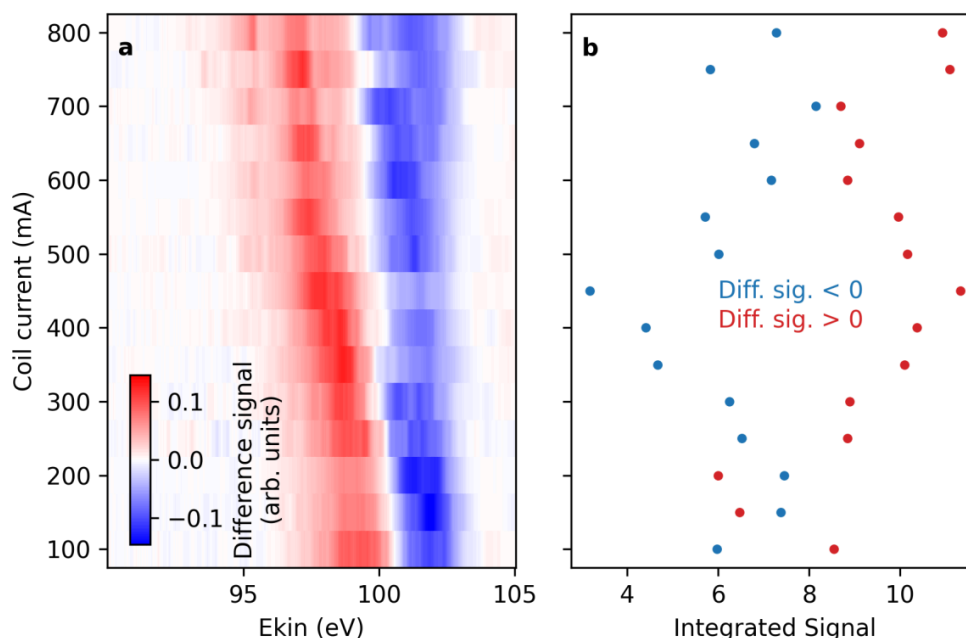 a
b
800
700
600
500
400
300
200
100
Coil current (mA)
0.1
0.0
−0.1
Difference signal
(arb. units)
95
100
105
Ekin (eV)
Diff. sig. < 0
Diff. sig. > 0
4
6
8
10
Integrated Signal